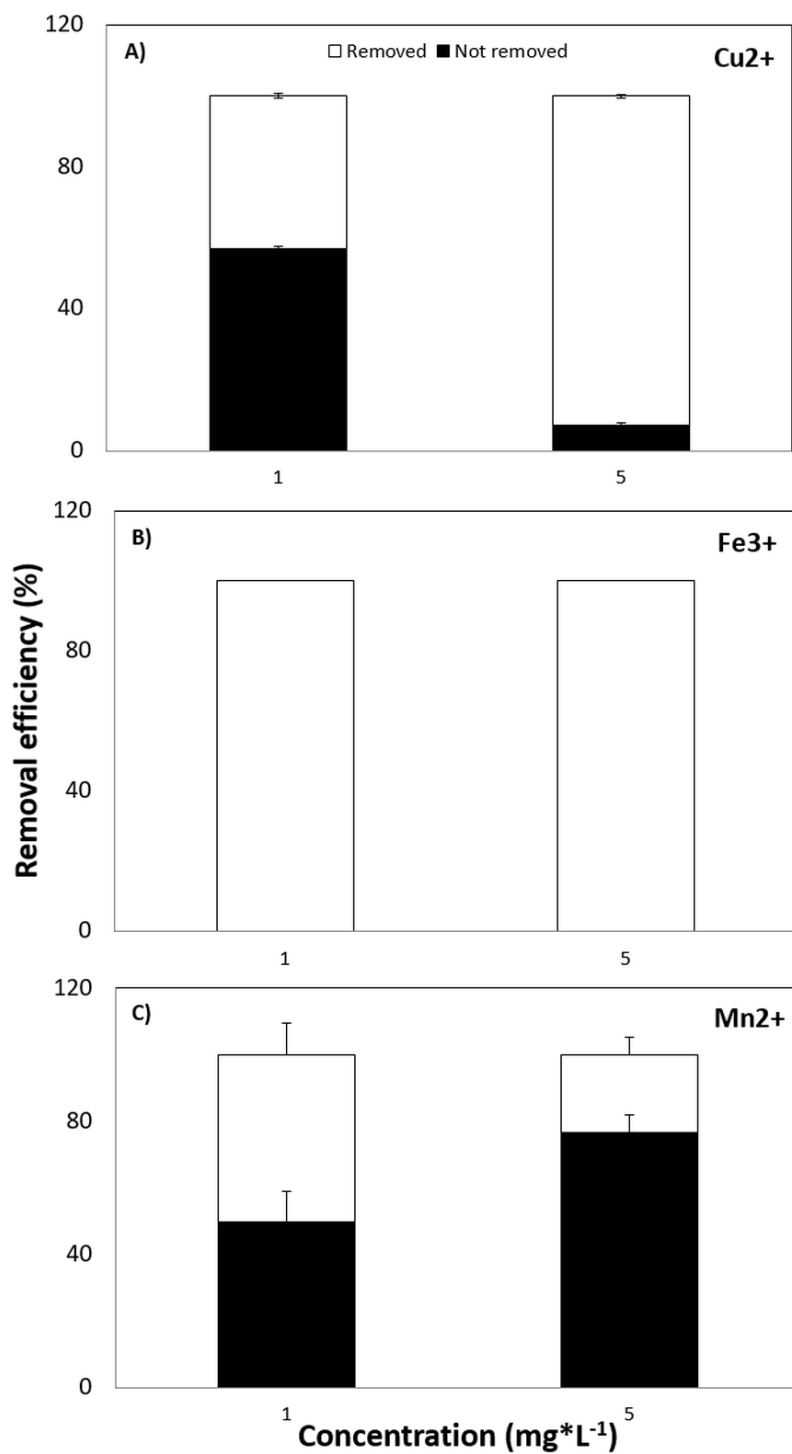 120
A)
Removed Not removed
Cu2+
80
40
0
1 5
120
B)
Fe3+
80
40
0
1 5
120
C)
Mn2+
80
40
0
1 5
Removal efficiency (%)
Concentration (mg*L⁻¹)